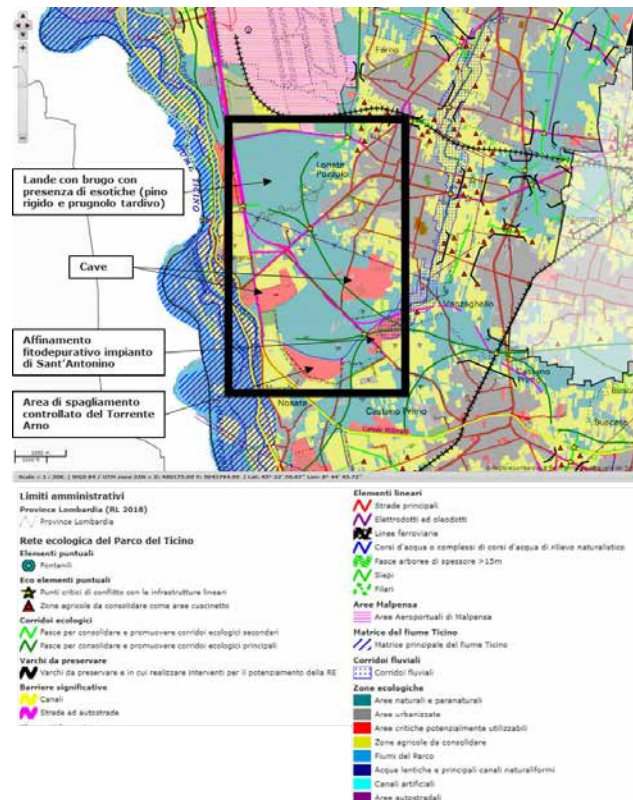 Ferno
Lonate
Pozzolo
Lande con brugo con
presenza di esotiche (pino
rigido e prugnolo tardivo)
Cave
Vanzaghello
Affinamento
fitodepurativo impianto
di Sant'Antonino
Area di spagliamento
controllato del Torrente
Arno
Nosate
Castano Primo
Buscate
Limiti amministrativi
Province Lombardia (RL 2018)
Province Lombardia
Rete ecologica del Parco del Ticino
Elementi puntuali
Fontanili
Eco elementi puntuali
Punti critici di conflitto con le infrastrutture lineari
Zone agricole da consolidare come aree cuscinetto
Corridoi ecologici
Fasce per consolidare e promuovere corridoi ecologici secondari
Fasce per consolidare e promuovere corridoi ecologici principali
Varchi da preservare
Varchi da preservare e in cui realizzare interventi per il potenziamento della RE
Barriere significative
Canali
Strade ed autostrade
Elementi lineari
Strade principali
Elettrodotti ed oleodotti
Linee ferroviarie
Corsi d'acqua o complessi di corsi d'acqua di rilievo naturalistico
Fasce arboree di spessore >15m
Siepi
Filari
Aree Malpensa
Aree Aeroportuali di Malpensa
Matrice del fiume Ticino
Matrice principale del fiume Ticino
Corridoi fluviali
Corridoi fluviali
Zone ecologiche
Aree naturali e paranaturali
Aree urbanizzate
Aree critiche potenzialmente utilizzabili
Zone agricole da consolidare
Fiumi del Parco
Acque lentiche e principali canali naturaliformi
Canali artificiali
Aree autostradali